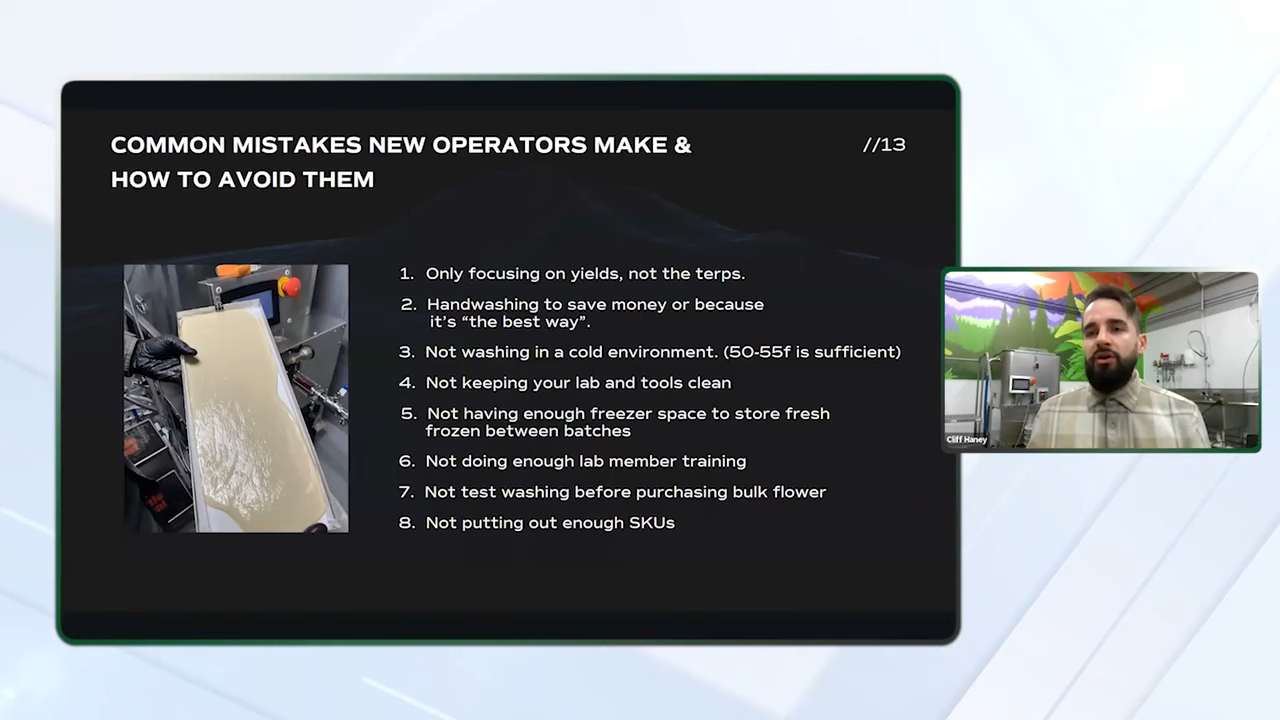 COMMON MISTAKES NEW OPERATORS MAKE &
HOW TO AVOID THEM
//13
1. Only focusing on yields, not the terps.
2. Handwashing to save money or because
it's “the best way”.
3. Not washing in a cold environment. (50-55f is sufficient)
4. Not keeping your lab and tools clean
5. Not having enough freezer space to store fresh
frozen between batches
6. Not doing enough lab member training
7. Not test washing before purchasing bulk flower
8. Not putting out enough SKUs
Cliff Haney